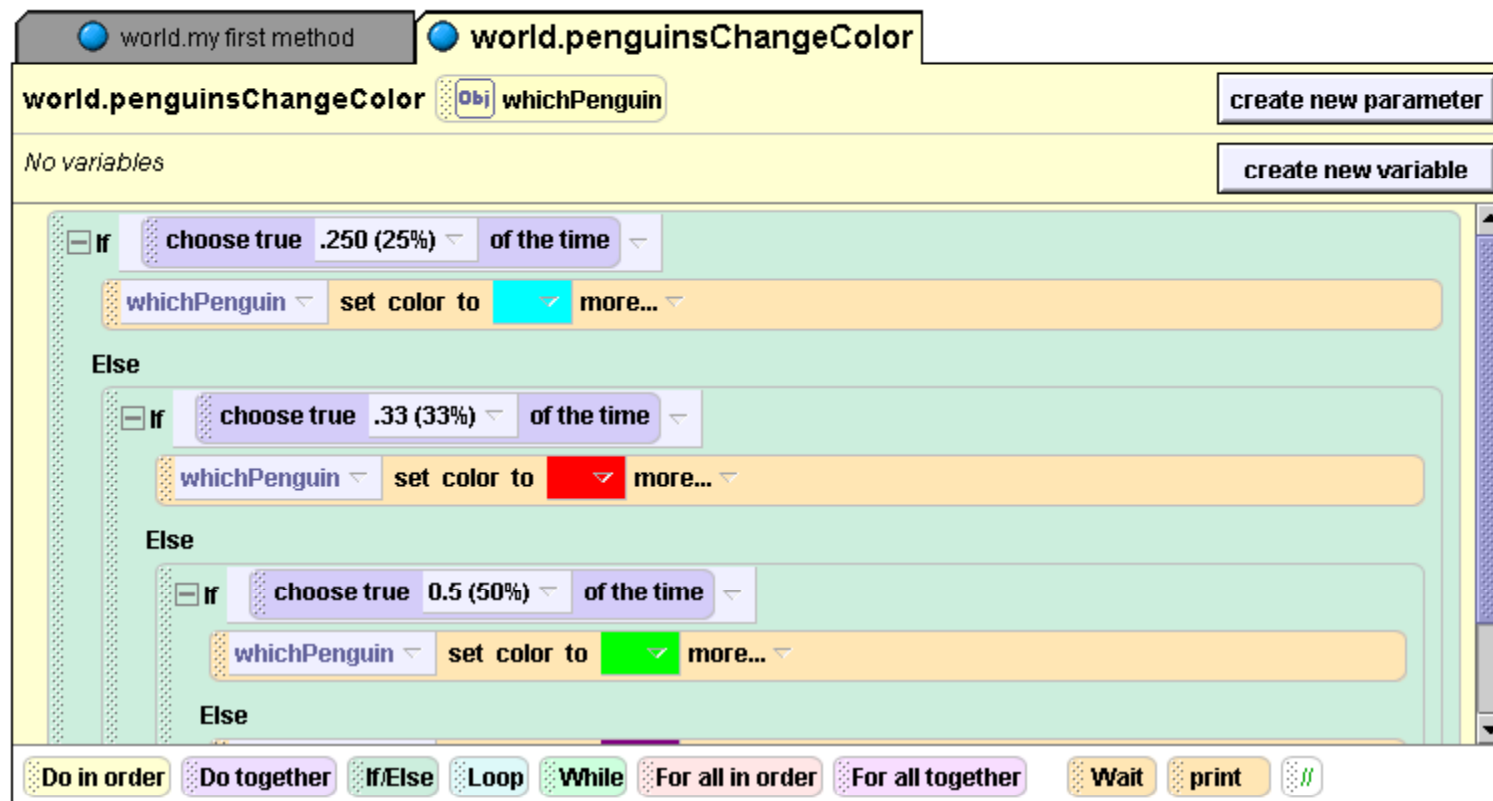 world.my first method world.penguinsChangeColor
world.penguinsChangeColor Obj whichPenguin create new parameter
No variables create new variable
If choose true .250 (25%) of the time
whichPenguin set color to more...
Else
If choose true .33 (33%) of the time
whichPenguin set color to more...
Else
If choose true 0.5 (50%) of the time
whichPenguin set color to more...
Else
Do in order Do together If/Else Loop While For all in order For all together Wait print //